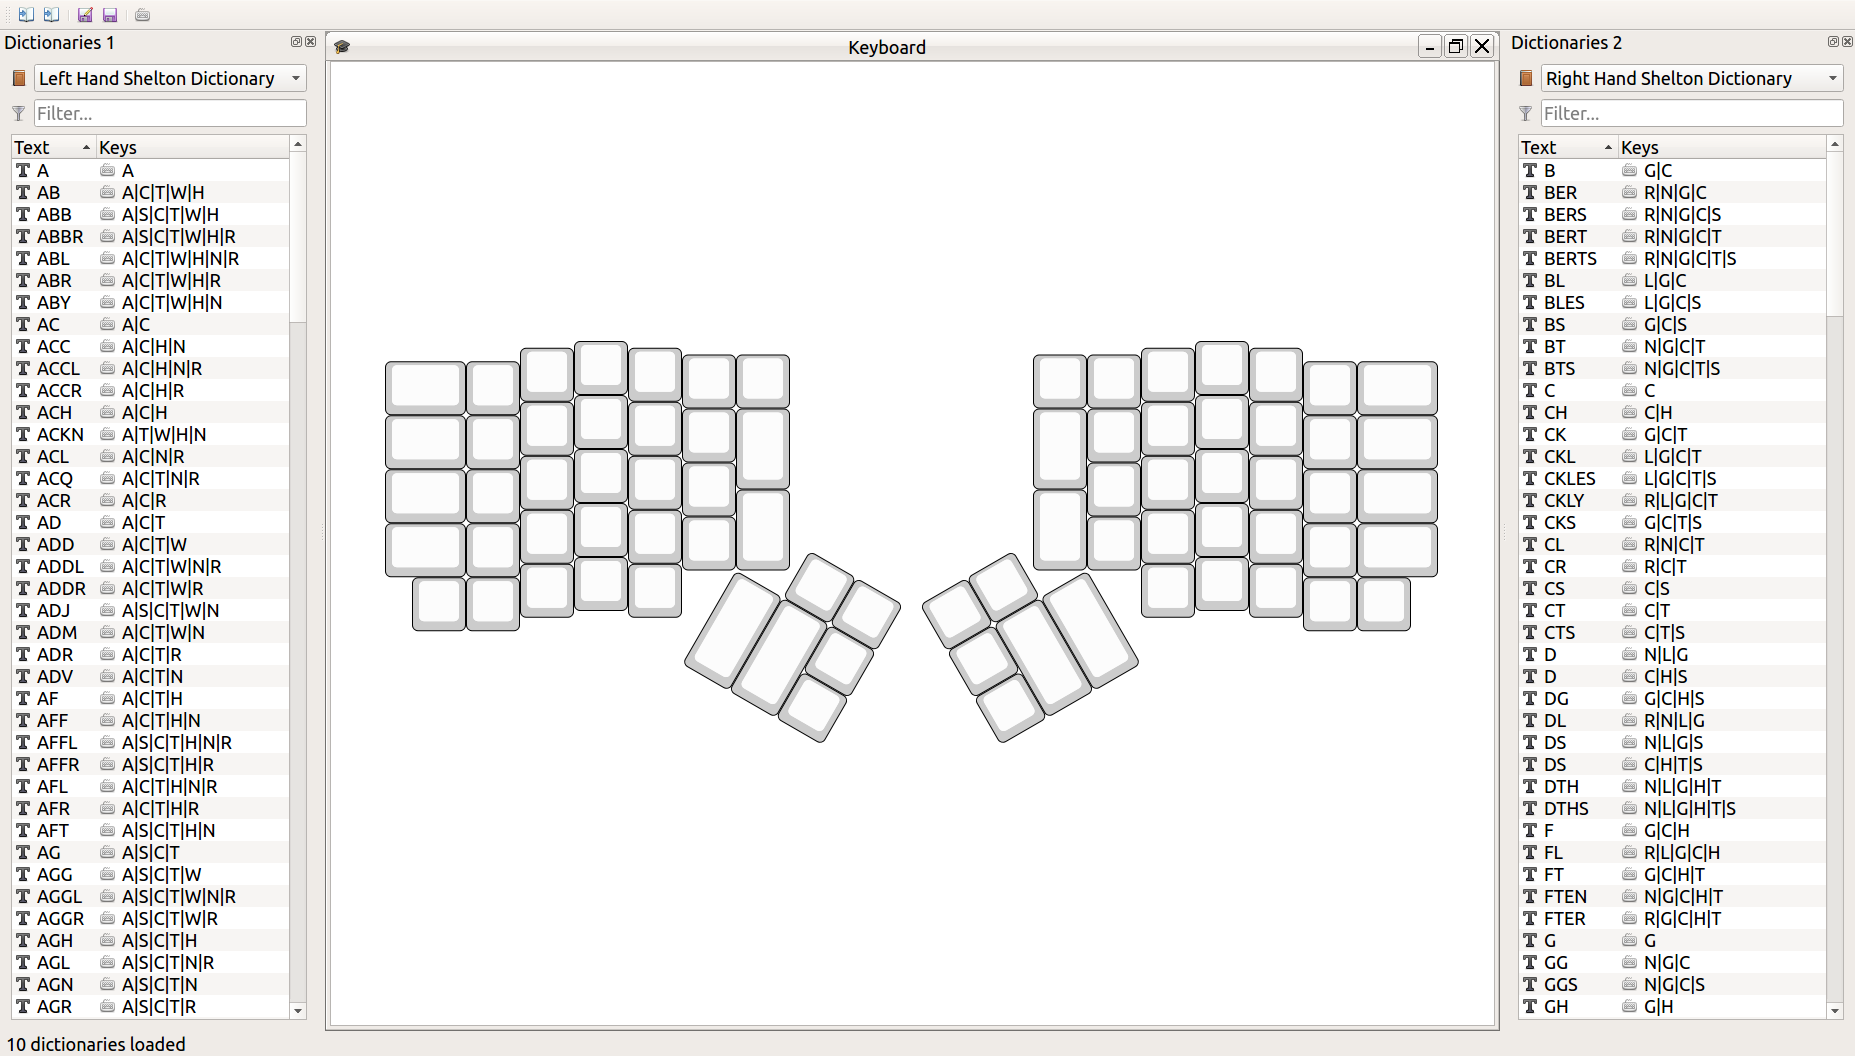 Dictionaries 1
Left Hand Shelton Dictionary
Filter...
Text Keys
A A
AB A|C|T|W|H
ABB A|S|C|T|W|H
ABBR A|S|C|T|W|H|R
ABL A|C|T|W|H|N|R
ABR A|C|T|W|H|R
ABY A|C|T|W|H|N
AC A|C
ACC A|C|H|N
ACCL A|C|H|N|R
ACCR A|C|H|R
ACH A|C|H
ACKN A|T|W|H|N
ACL A|C|N|R
ACQ A|C|T|N|R
ACR A|C|R
AD A|C|T
ADD A|C|T|W
ADDL A|C|T|W|N|R
ADDR A|C|T|W|R
ADJ A|S|C|T|W|N
ADM A|C|T|W|N
ADR A|C|T|R
ADV A|C|T|N
AF A|C|T|H
AFF A|C|T|H|N
AFFL A|S|C|T|H|N|R
AFFR A|S|C|T|H|R
AFL A|C|T|H|N|R
AFR A|C|T|H|R
AFT A|S|C|T|H|N
AG A|S|C|T
AGG A|S|C|T|W
AGGL A|S|C|T|W|N|R
AGGR A|S|C|T|W|R
AGH A|S|C|T|H
AGL A|S|C|T|N|R
AGN A|S|C|T|N
AGR A|S|C|T|R
10 dictionaries loaded
Keyboard
Dictionaries 2
Right Hand Shelton Dictionary
Filter...
Text Keys
B G|C
BER R|N|G|C
BERS R|N|G|C|S
BERT R|N|G|C|T
BERTS R|N|G|C|T|S
BL L|G|C
BLES L|G|C|S
BS G|C|S
BT N|G|C|T
BTS N|G|C|T|S
C C
CH C|H
CK G|C|T
CKL L|G|C|T
CKLES L|G|C|T|S
CKLY R|L|G|C|T
CKS G|C|T|S
CL R|N|C|T
CR R|C|T
CS C|S
CT C|T
CTS C|T|S
D N|L|G
D C|H|S
DG G|C|H|S
DL R|N|L|G
DS N|L|G|S
DS C|H|T|S
DTH N|L|G|H|T
DTHS N|L|G|H|T|S
F G|C|H
FL R|L|G|C|H
FT G|C|H|T
FTEN N|G|C|H|T
FTER R|G|C|H|T
G G
GG N|G|C
GGS N|G|C|S
GH G|H